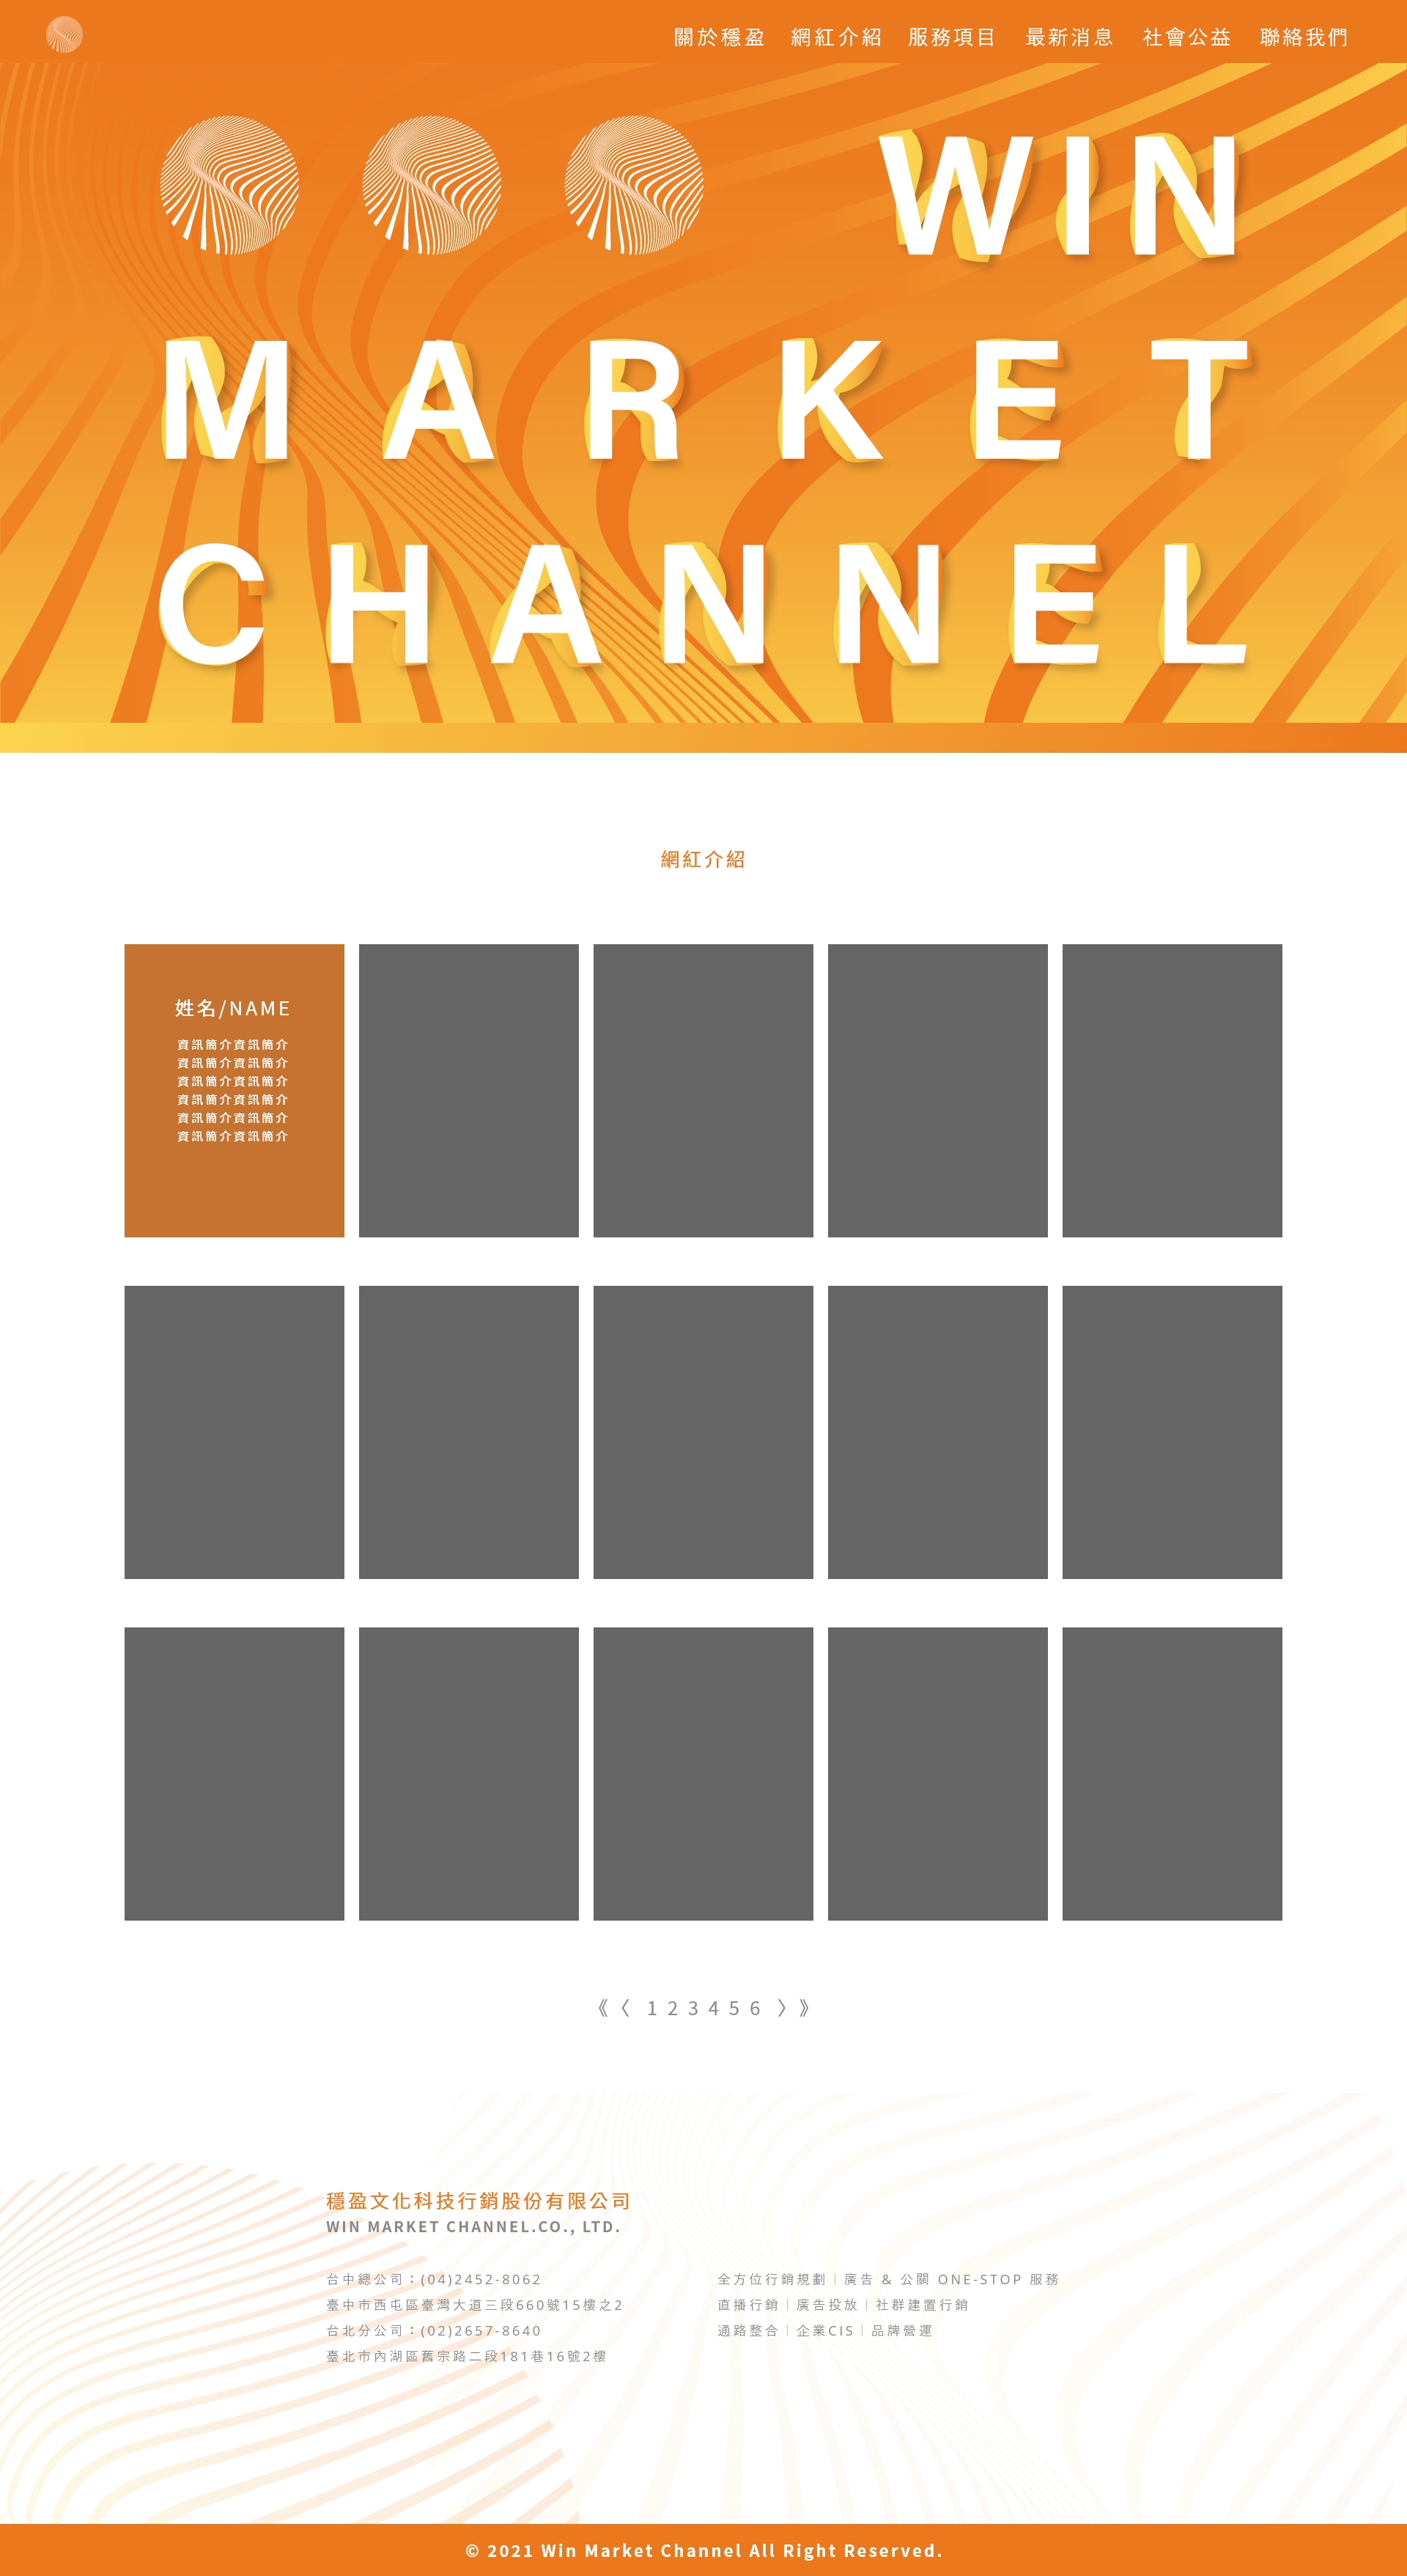 關於穩盈 網紅介紹 服務項目 最新消息 社會公益 聯絡我們
WIN
MARKET
CHANNEL
網紅介紹
姓名/NAME
資訊簡介資訊簡介
資訊簡介資訊簡介
資訊簡介資訊簡介
資訊簡介資訊簡介
資訊簡介資訊簡介
資訊簡介資訊簡介
《〈 1 2 3 4 5 6 〉》
穩盈文化科技行銷股份有限公司
WIN MARKET CHANNEL.CO., LTD.
台中總公司：(04)2452-8062
臺中市西屯區臺灣大道三段660號15樓之2
台北分公司：(02)2657-8640
臺北市內湖區舊宗路二段181巷16號2樓
全方位行銷規劃｜廣告 & 公關 ONE-STOP 服務
直播行銷｜廣告投放｜社群建置行銷
通路整合｜企業CIS｜品牌營運
© 2021 Win Market Channel All Right Reserved.